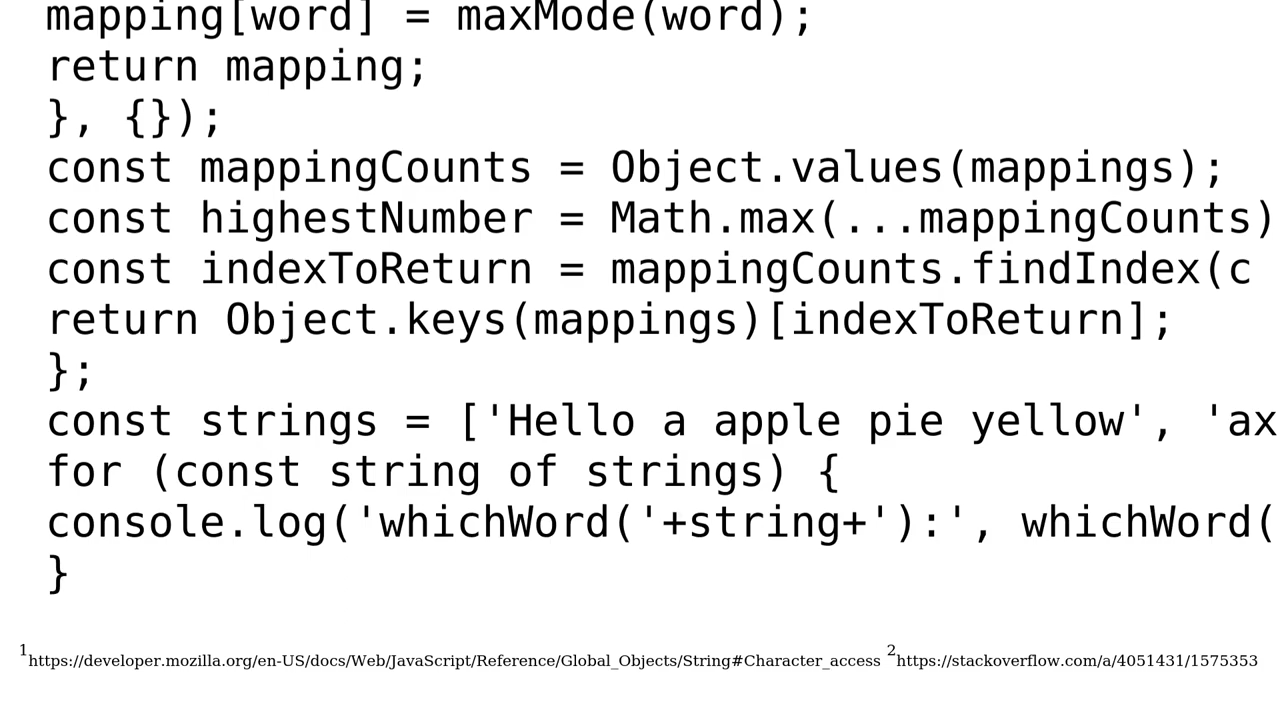 mapping[word] = maxMode(word);
return mapping;
}, {});
const mappingCounts = Object.values(mappings);
const highestNumber = Math.max(...mappingCounts)
const indexToReturn = mappingCounts.findIndex(c
return Object.keys(mappings)[indexToReturn];
};
const strings = ['Hello a apple pie yellow', 'ax
for (const string of strings) {
console.log('whichWord('+string+'):', whichWord(
}
1https://developer.mozilla.org/en-US/docs/Web/JavaScript/Reference/Global_Objects/String#Character_access 2https://stackoverflow.com/a/4051431/1575353